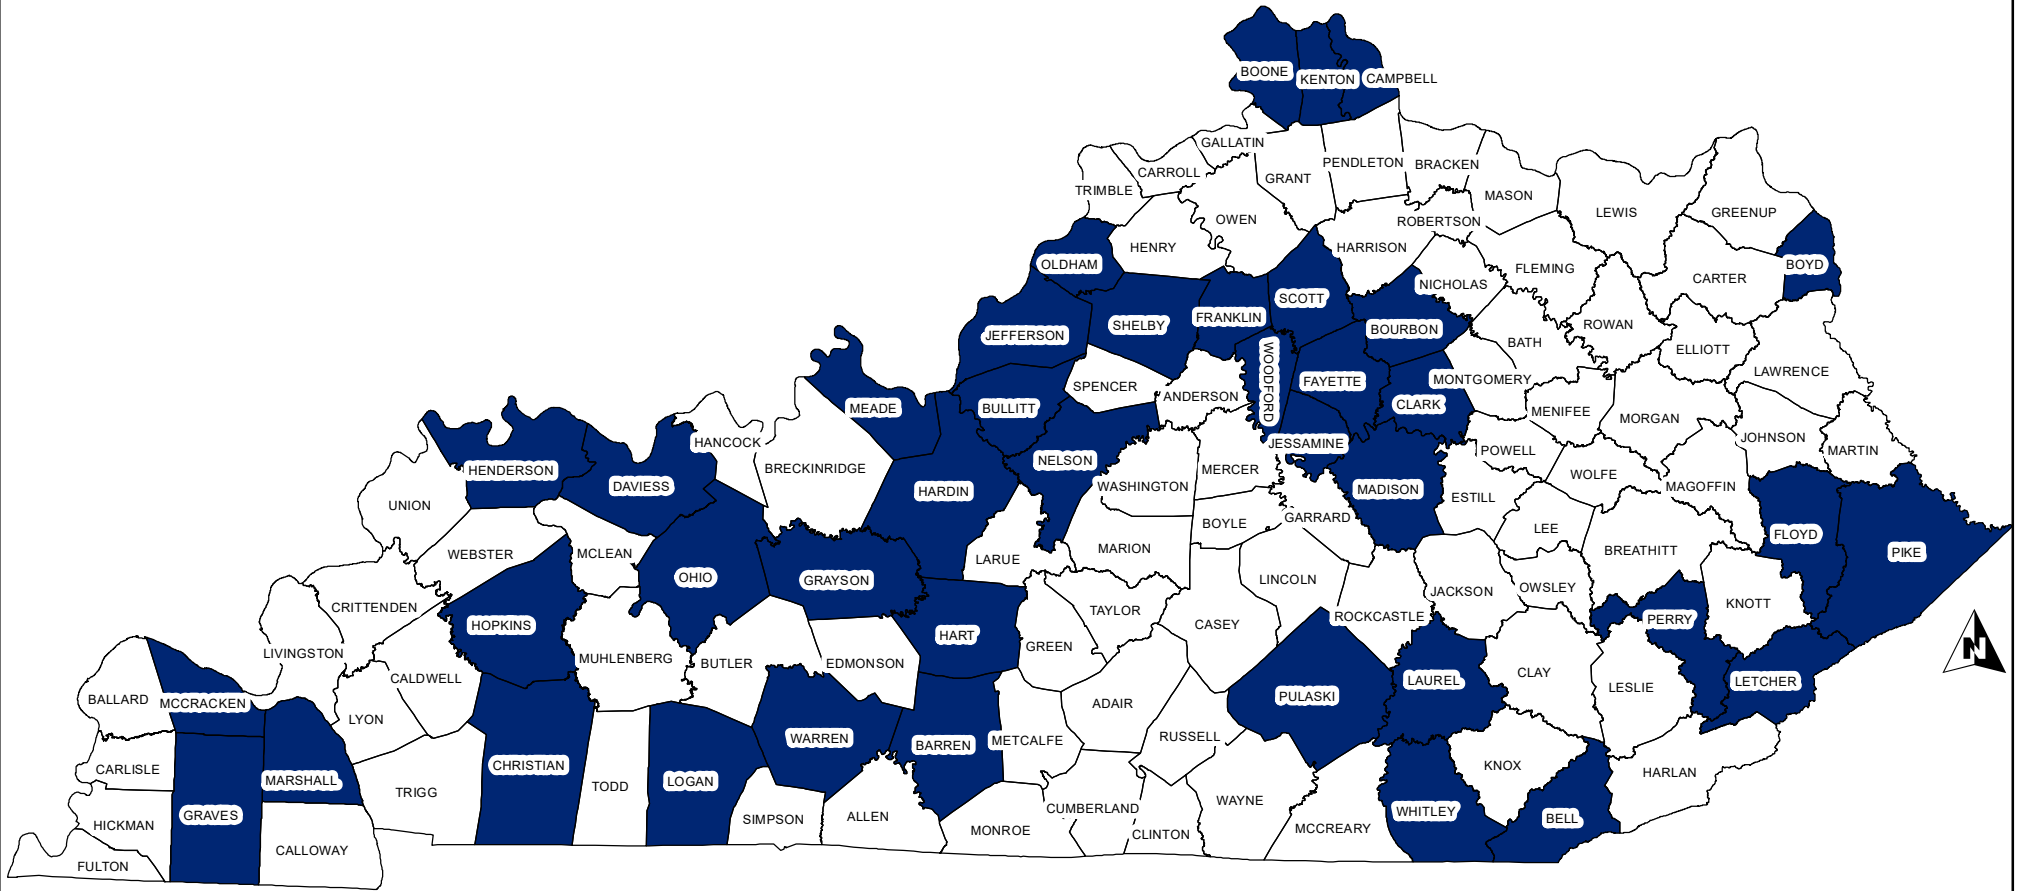 BOONE
KENTON
CAMPBELL
GALLATIN
PENDLETON
BRACKEN
CARROLL
GRANT
TRIMBLE
MASON
OWEN
ROBERTSON
LEWIS
GREENUP
HENRY
HARRISON
OLDHAM
FLEMING
BOYD
CARTER
NICHOLAS
SCOTT
FRANKLIN
SHELBY
BOURBON
ROWAN
JEFFERSON
BATH
ELLIOTT
WOODFORD
FAYETTE
MONTGOMERY
LAWRENCE
SPENCER
ANDERSON
CLARK
MEADE
BULLITT
MENIFEE
MORGAN
HANCOCK
JESSAMINE
JOHNSON
POWELL
MARTIN
NELSON
BRECKINRIDGE
HENDERSON
MERCER
WOLFE
DAVIESS
WASHINGTON
MAGOFFIN
HARDIN
MADISON
ESTILL
UNION
GARRARD
BOYLE
LEE
FLOYD
WEBSTER
MCLEAN
MARION
BREATHITT
PIKE
LARUE
OHIO
GRAYSON
LINCOLN
OWSLEY
JACKSON
KNOTT
CRITTENDEN
TAYLOR
ROCKCASTLE
PERRY
HOPKINS
CASEY
HART
GREEN
LIVINGSTON
MUHLENBERG
BUTLER
EDMONSON
CLAY
CALDWELL
LAUREL
LETCHER
LESLIE
BALLARD
MCCRACKEN
PULASKI
ADAIR
LYON
RUSSELL
WARREN
BARREN
METCALFE
CARLISLE
CHRISTIAN
KNOX
HARLAN
MARSHALL
LOGAN
TODD
TRIGG
WAYNE
CUMBERLAND
WHITLEY
GRAVES
ALLEN
SIMPSON
BELL
HICKMAN
MONROE
MCCREARY
CLINTON
CALLOWAY
FULTON
N